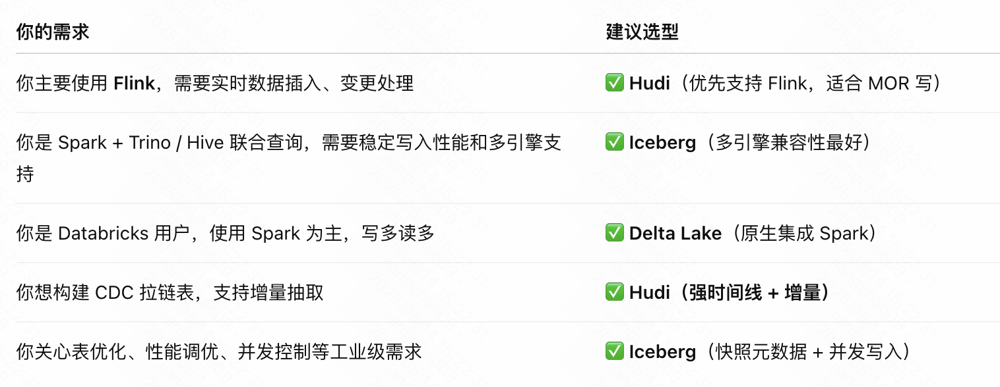 你的需求 建议选型
你主要使用 Flink，需要实时数据插入、变更处理 ✅ Hudi（优先支持 Flink，适合 MOR 写）
你是 Spark + Trino / Hive 联合查询，需要稳定写入性能和多引擎支 ✅ Iceberg（多引擎兼容性最好）
持
你是 Databricks 用户，使用 Spark 为主，写多读多 ✅ Delta Lake（原生集成 Spark）
你想构建 CDC 拉链表，支持增量抽取 ✅ Hudi（强时间线 + 增量）
你关心表优化、性能调优、并发控制等工业级需求 ✅ Iceberg（快照元数据 + 并发写入）